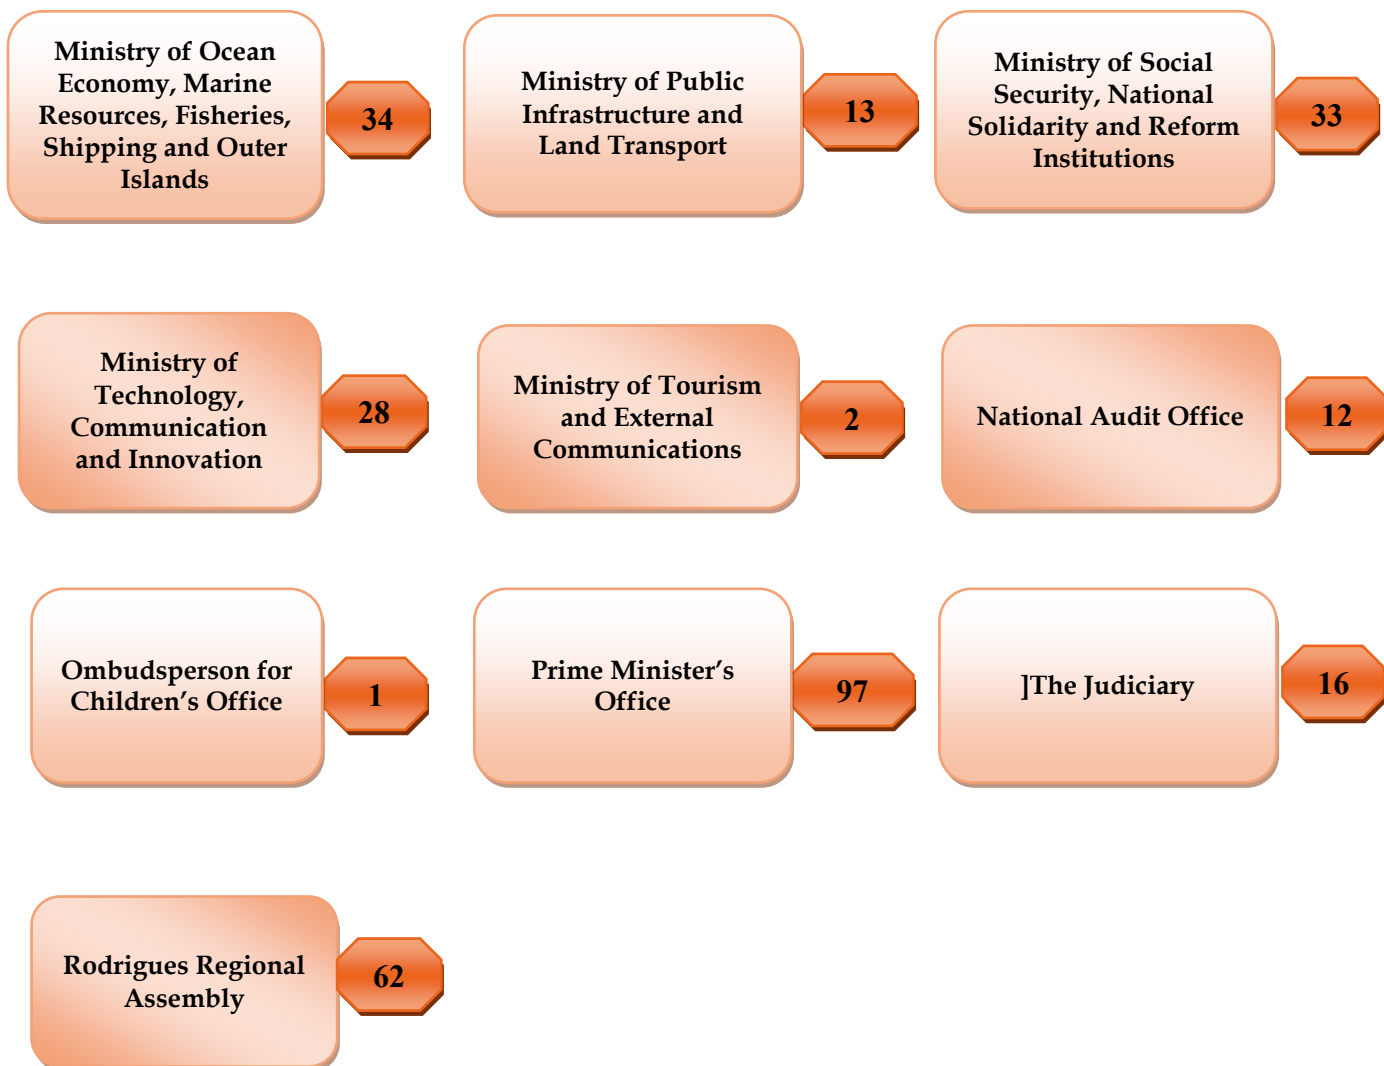 Ministry of Ocean
Economy, Marine
Resources, Fisheries,
Shipping and Outer
Islands
34
Ministry of Public
Infrastructure and
Land Transport
13
Ministry of Social
Security, National
Solidarity and Reform
Institutions
33
Ministry of
Technology,
Communication
and Innovation
28
Ministry of Tourism
and External
Communications
2
National Audit Office
12
Ombudsperson for
Children’s Office
1
Prime Minister’s
Office
97
]The Judiciary
16
Rodrigues Regional
Assembly
62